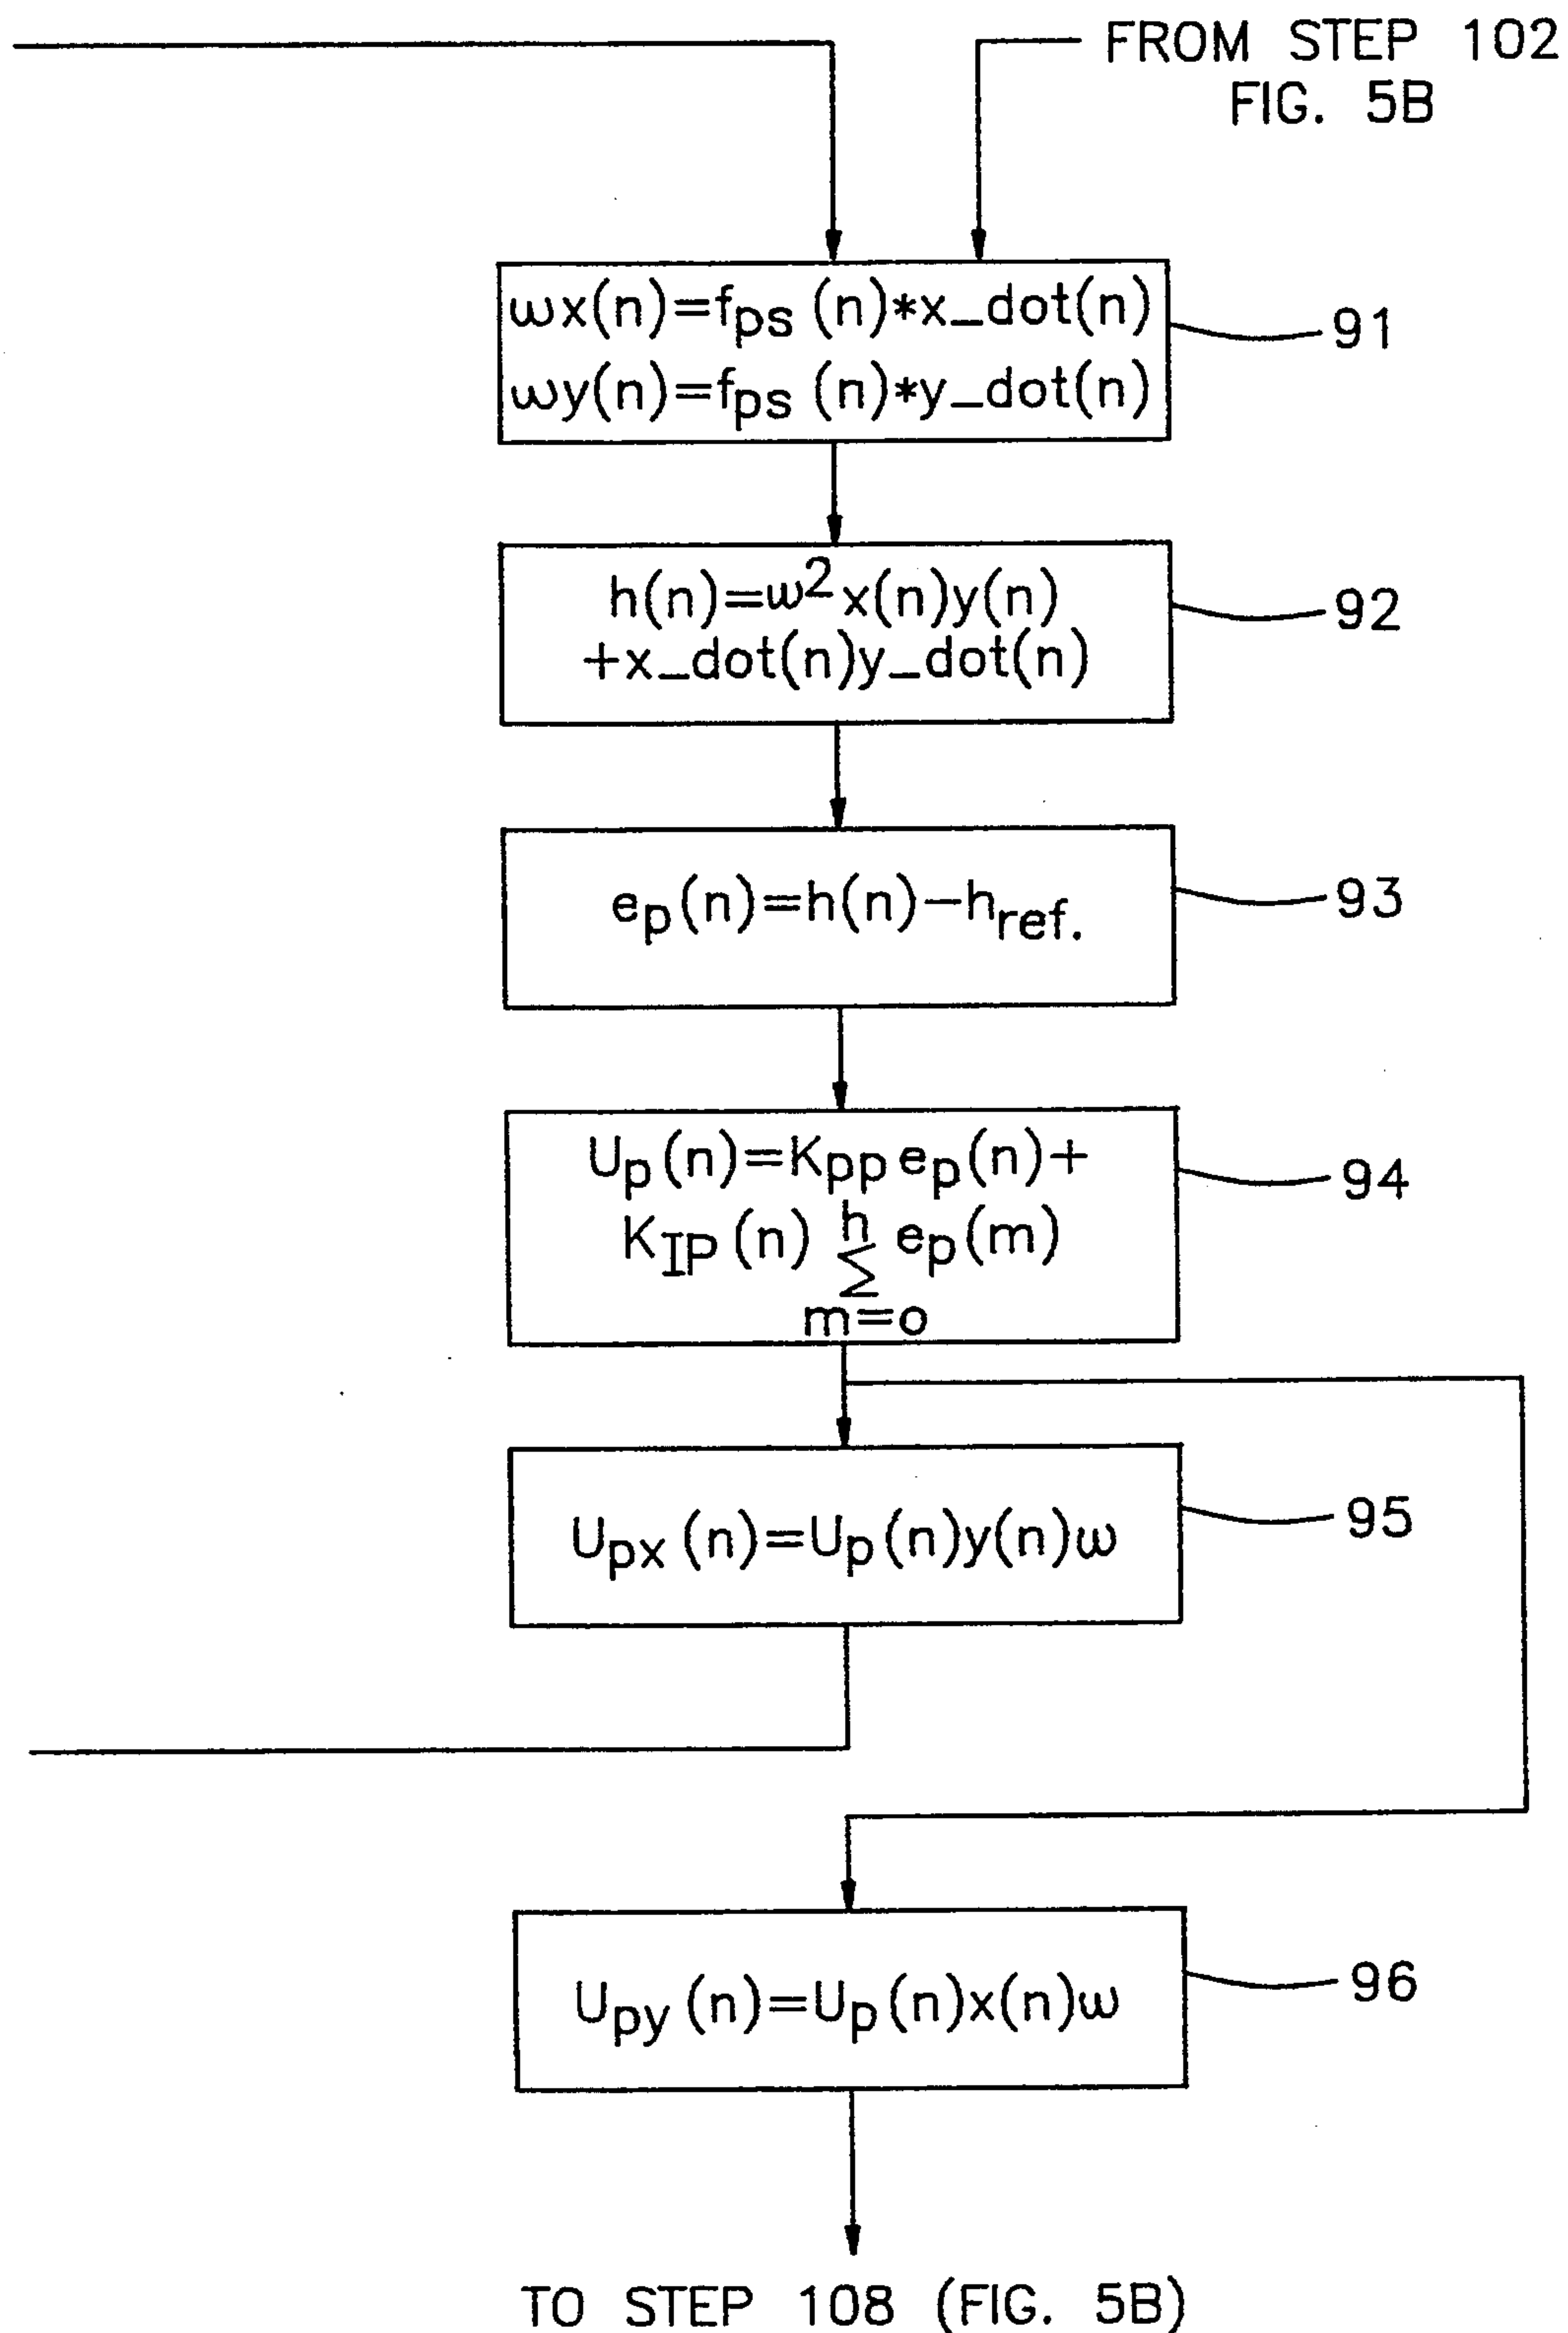 FROM STEP 102
FIG. 5B
ωx(n)=fps (n)*x_dot(n)
ωy(n)=fps (n)*y_dot(n)
91
h(n)=ω² x(n)y(n)
+x_dot(n)y_dot(n)
92
ep(n)=h(n)−href.
93
Up(n)=Kpp ep(n)+
KIP(n) h∑m=o ep(m)
94
Upx(n)=Up(n)y(n)ω
95
Upy(n)=Up(n)x(n)ω
96
TO STEP 108 (FIG. 5B)